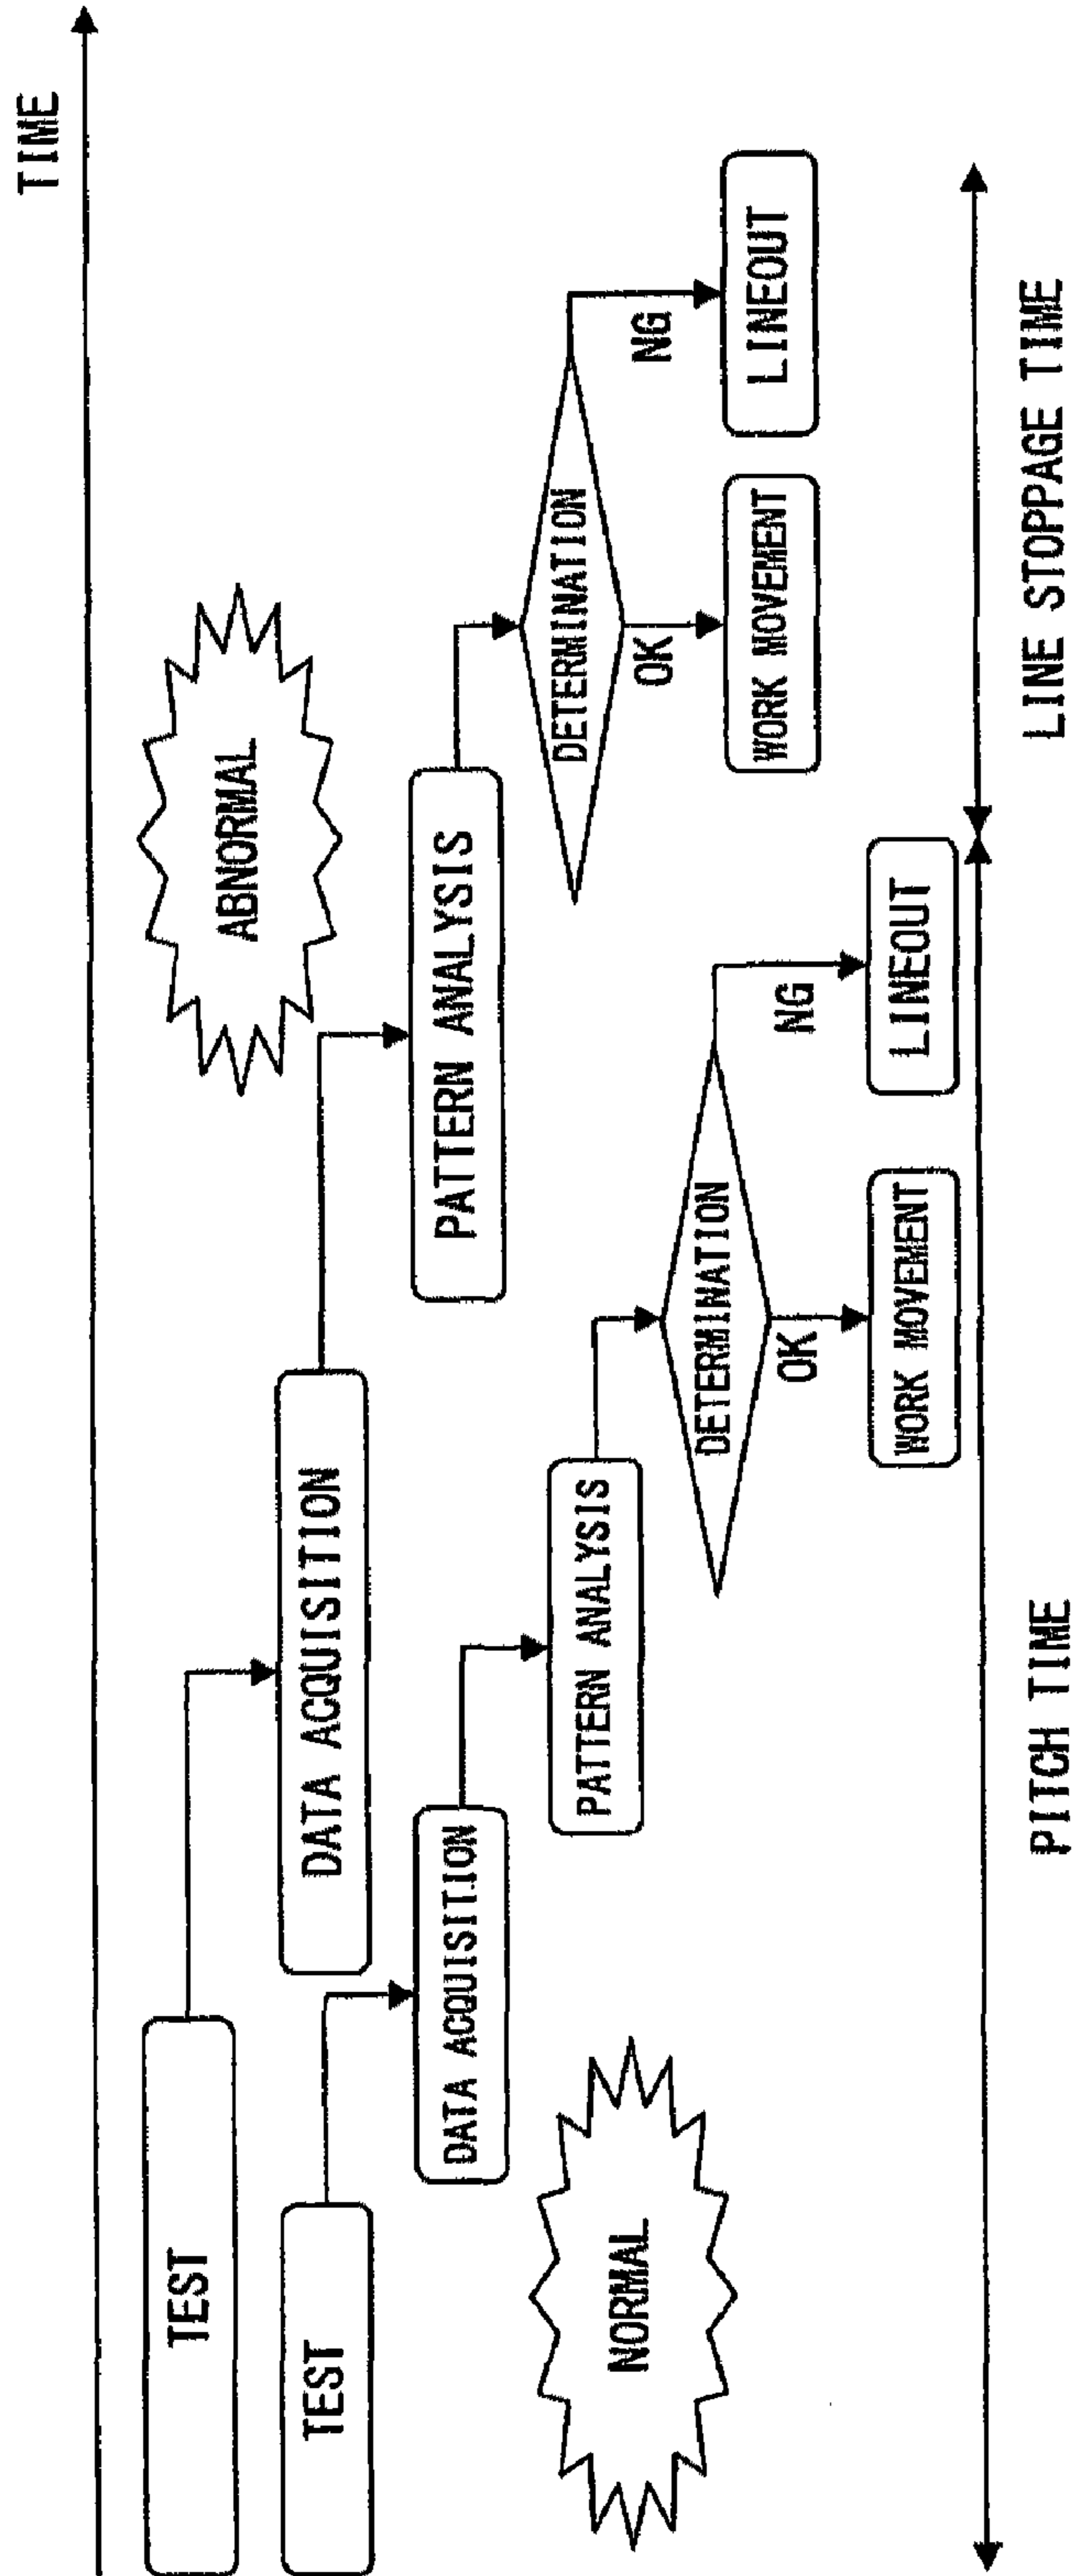 TIME
TEST
DATA ACQUISITION
ABNORMAL
PATTERN ANALYSIS
DETERMINATION
OK
NG
WORK MOVEMENT
LINEOUT
TEST
DATA ACQUISITION
NORMAL
PATTERN ANALYSIS
DETERMINATION
OK
NG
WORK MOVEMENT
LINEOUT
PITCH TIME
LINE STOPPAGE TIME